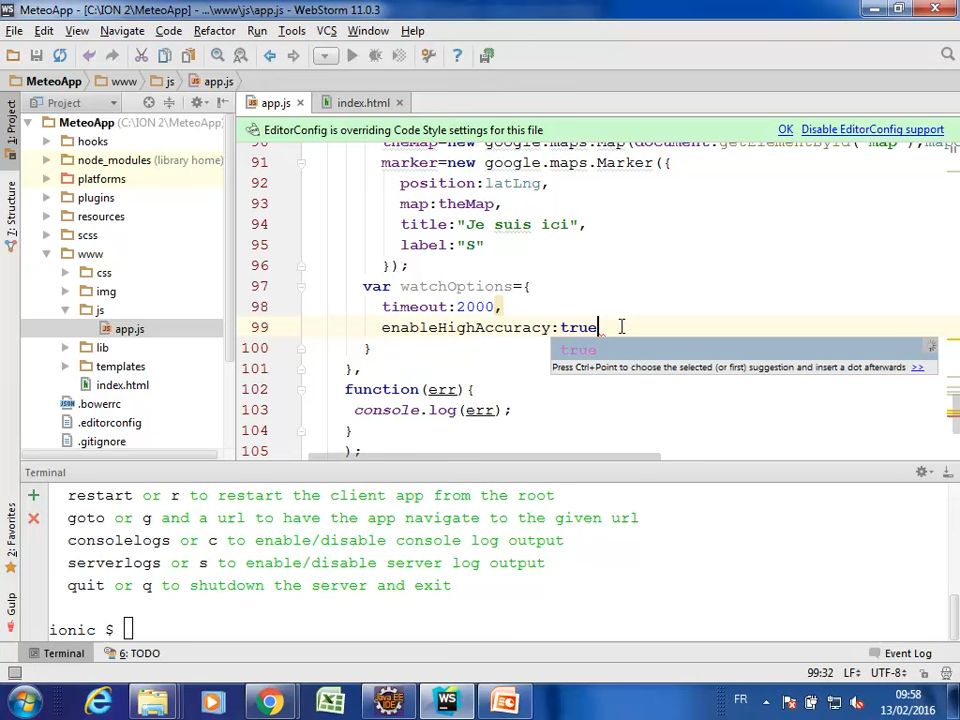 MeteoApp - [C:\ION 2\MeteoApp] - ...\www\js\app.js - WebStorm 11.0.3
File Edit View Navigate Code Refactor Run Tools VCS Window Help
MeteoApp www js app.js
Project
app.js index.html
EditorConfig is overriding Code Style settings for this file OK Disable EditorConfig support
MeteoApp (C:\ION 2\MeteoApp)
hooks
node_modules (library home)
platforms
plugins
resources
scss
www
css
img
js
app.js
lib
templates
index.html
.bowerrc
.editorconfig
.gitignore
1: Project
7: Structure
2: Favorites
Gulp
90 theMap=new google.maps.Map(document.getElementById("map"),map
91 marker=new google.maps.Marker({
92 position:latLng,
93 map:theMap,
94 title:"Je suis ici",
95 label:"S"
96 });
97 var watchOptions={
98 timeout:2000,
99 enableHighAccuracy:true
true
Press Ctrl+Point to choose the selected (or first) suggestion and insert a dot afterwards >>
100 }
101 },
102 function(err){
103 console.log(err);
104 }
105 );
Terminal
restart or r to restart the client app from the root
goto or g and a url to have the app navigate to the given url
consolelogs or c to enable/disable console log output
serverlogs or s to enable/disable server log output
quit or q to shutdown the server and exit
ionic $
Terminal 6: TODO Event Log
99:32 LF UTF-8
FR 09:58
13/02/2016